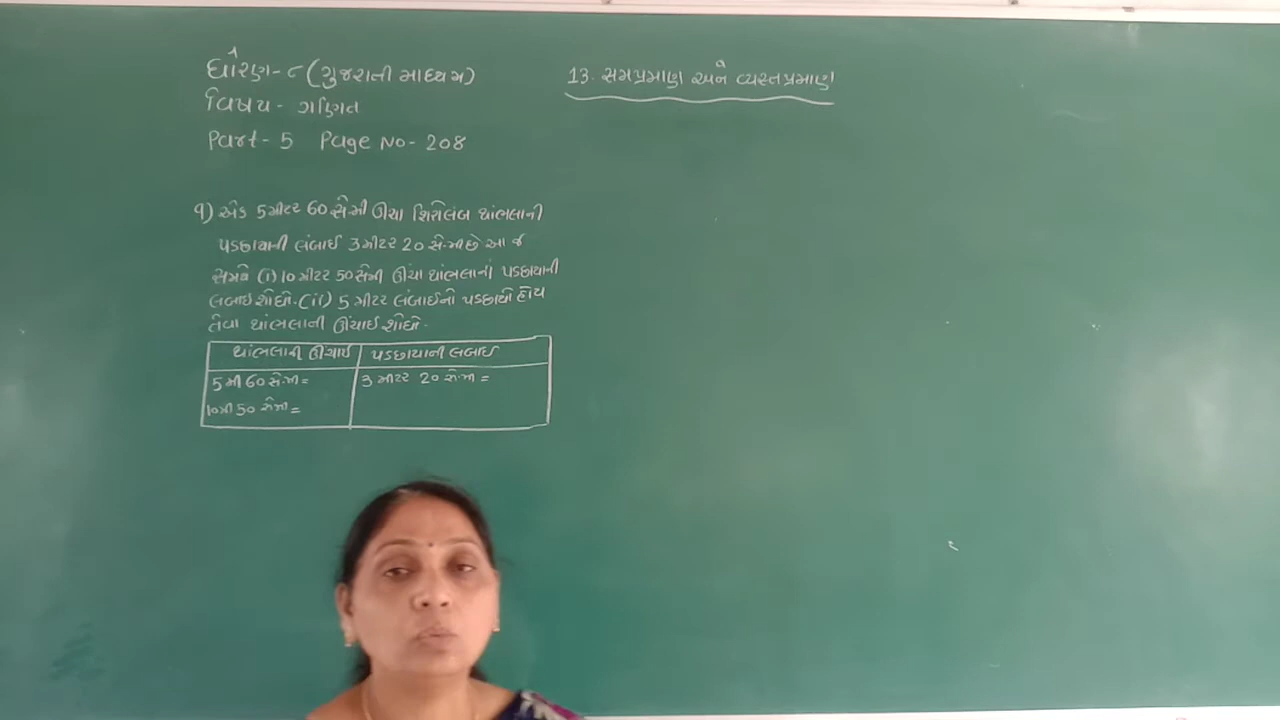 ધોરણ-૮ (ગુજરાતી માધ્યમ)
વિષય- ગણિત
Part-5 Page No-208
13. સમપ્રમાણ અને વ્યસ્તપ્રમાણ
૧) એક 5 મીટર 60 સે.મી ઊંચા શિરોલંબ થાંભલાની
પડછાયાની લંબાઈ 3 મીટર 20 સે.મી છે આ જ
સમયે (i) 10 મીટર 50 સેમી ઊંચા થાંભલાનાં પડછાયાની
લંબાઈ શોધો. (ii) 5 મીટર લંબાઈનો પડછાયો હોય
તેવા થાંભલાની ઊંચાઈ શોધો.
થાંભલાની ઊંચાઈ પડછાયાની લંબાઈ
5 મી 60 સે.મી = 3 મીટર 20 સે.મી =
10 મી 50 સેમી =